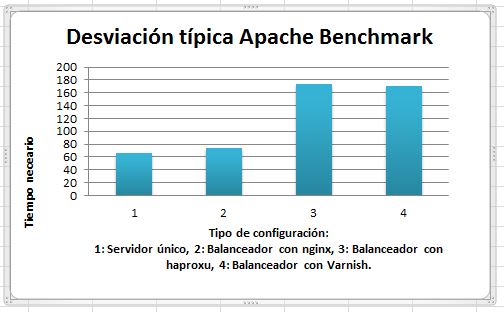 Desviación típica Apache Benchmark
200
180
160
140
120
100
80
60
40
20
0
Tiempo neceario
1 2 3 4
Tipo de configuración:
1: Servidor único, 2: Balanceador con nginx, 3: Balanceador con
haproxu, 4: Balanceador con Varnish.